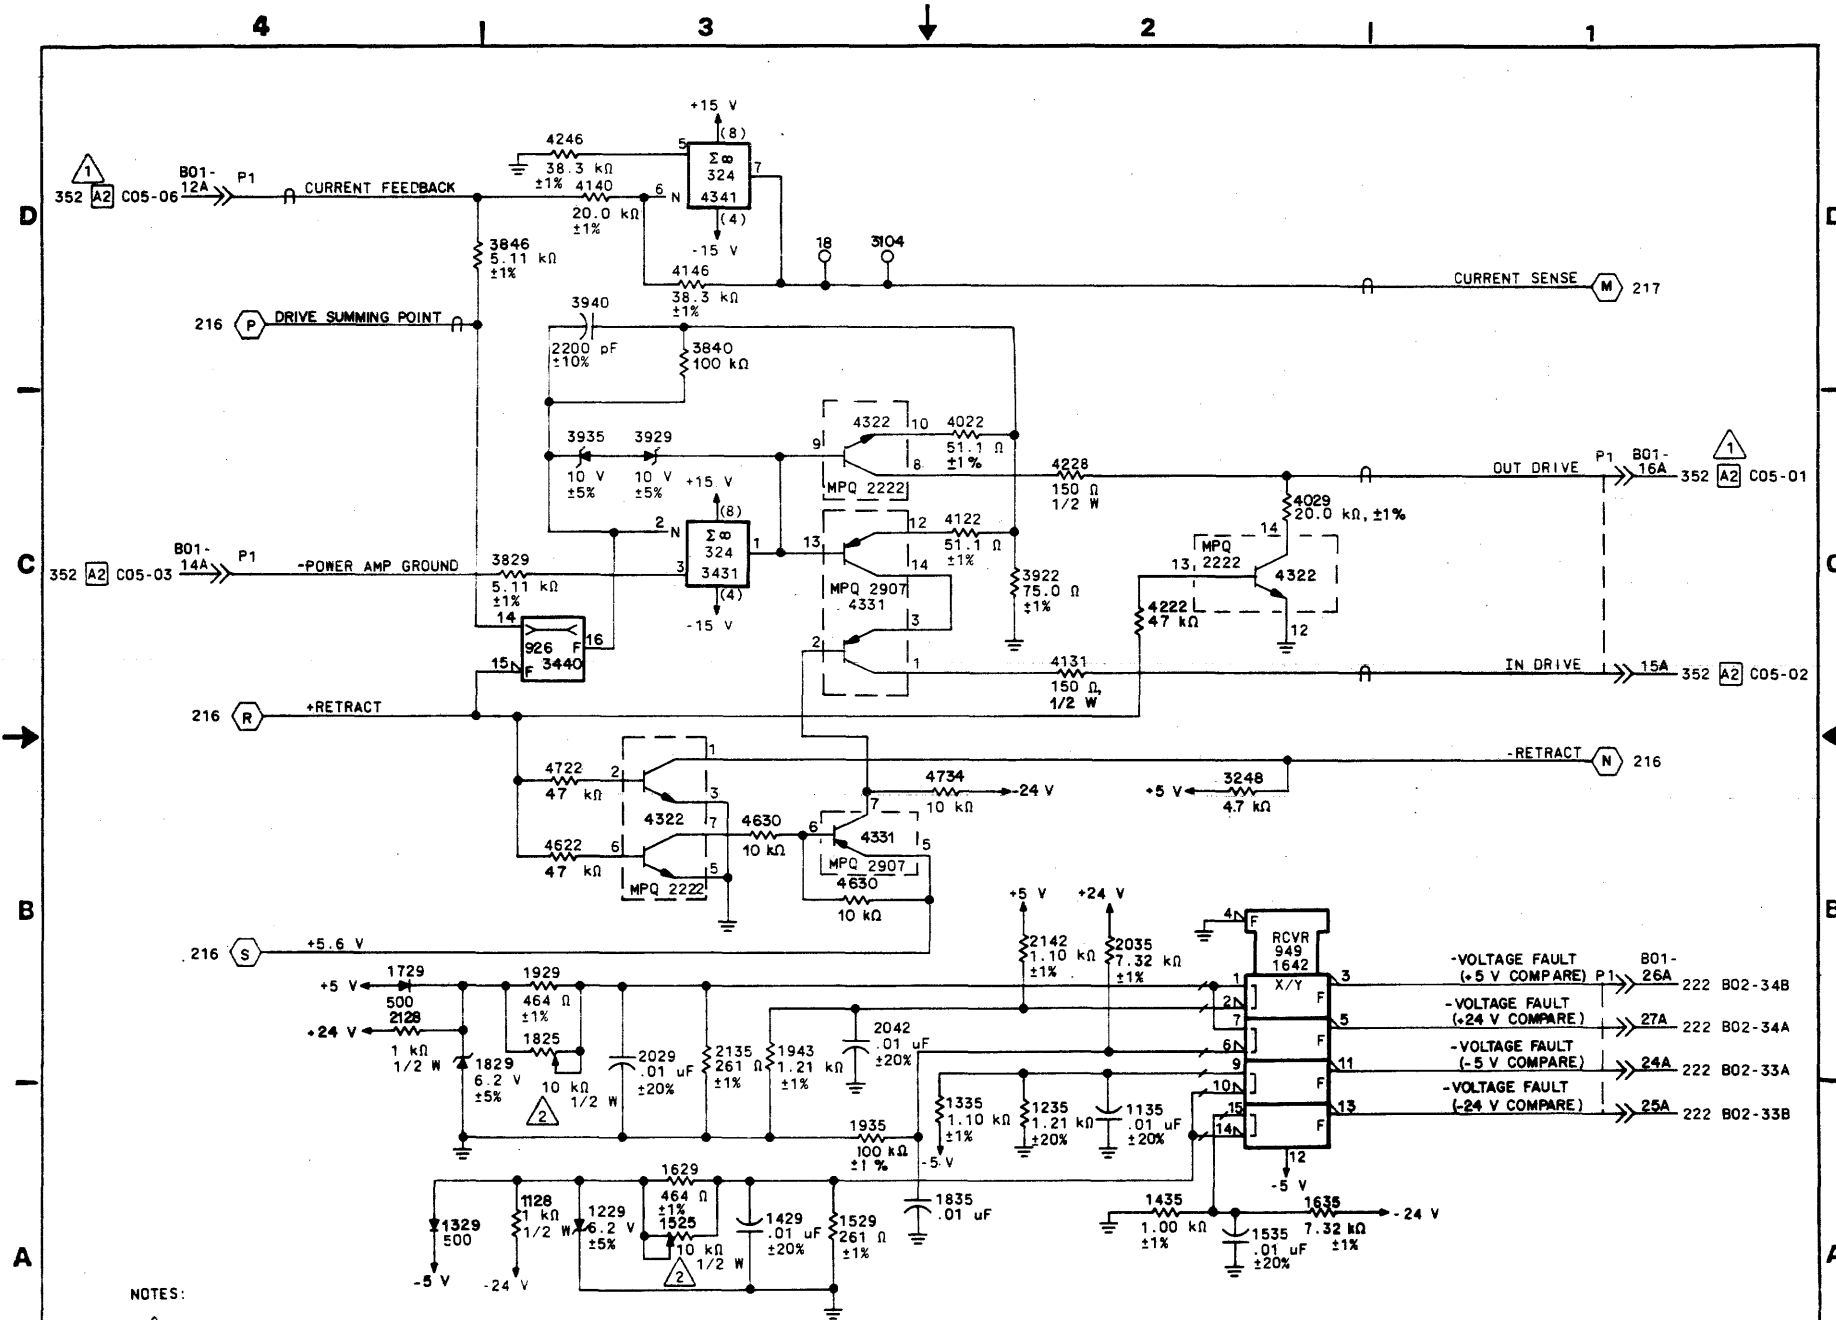 4 3 2 1
+15 V
(8)
4246
38.3 kΩ
±1%
5
Σ∞
324
4341
7
(4)
-15 V
1
352 A2 C05-06
B01-
12A
P1
CURRENT FEEDBACK
4140
20.0 kΩ
±1%
6
N
D
D
3846
5.11 kΩ
±1%
18
3104
4146
38.3 kΩ
±1%
CURRENT SENSE
M
217
216
P
DRIVE SUMMING POINT
3940
2200 pF
±10%
3840
100 kΩ
3935
10 V
±5%
3929
10 V
±5%
9
4322
10
8
MPQ 2222
4022
51.1 Ω
±1%
4228
150 Ω
1/2 W
OUT DRIVE
P1
B01-
16A
1
352 A2 C05-01
+15 V
(8)
2
N
Σ∞
324
3431
1
3
(4)
-15 V
13
12
14
MPQ 2907
4331
3
2
1
4122
51.1 Ω
±1%
3922
75.0 Ω
±1%
4029
20.0 kΩ, ±1%
14
MPQ
2222
13
4322
12
4222
47 kΩ
C
C
352 A2 C05-03
B01-
14A
P1
-POWER AMP GROUND
3829
5.11 kΩ
±1%
14
926
F
3440
16
15
F
4131
150 Ω,
1/2 W
IN DRIVE
15A
352 A2 C05-02
216
R
+RETRACT
-RETRACT
N
216
4722
47 kΩ
2
1
3
4322
7
6
5
MPQ 2222
4622
47 kΩ
4630
10 kΩ
6
7
4331
5
MPQ 2907
4630
10 kΩ
4734
10 kΩ
-24 V
+5 V
3248
4.7 kΩ
B
B
216
S
+5.6 V
+5 V
+24 V
2142
1.10 kΩ
±1%
2035
7.32 kΩ
±1%
4
F
RCVR
949
1642
X/Y
1
2
7
6
9
10
15
14
12
-5 V
F
F
F
F
3
5
11
13
-VOLTAGE FAULT
(+5 V COMPARE)
P1
B01-
26A
222 B02-34B
-VOLTAGE FAULT
(+24 V COMPARE)
27A
222 B02-34A
-VOLTAGE FAULT
(-5 V COMPARE)
24A
222 B02-33A
-VOLTAGE FAULT
(-24 V COMPARE)
25A
222 B02-33B
+5 V
1729
500
+24 V
2128
1 kΩ
1/2 W
1829
6.2 V
±5%
1929
464 Ω
±1%
1825
10 kΩ
1/2 W
2
2029
.01 uF
±20%
2135
261 Ω
±1%
1943
1.21 kΩ
±1%
2042
.01 uF
±20%
1935
100 kΩ
±1%
1335
1.10 kΩ
±1%
-5 V
1235
1.21 kΩ
±20%
1135
.01 uF
±20%
1835
.01 uF
1435
1.00 kΩ
±1%
1535
.01 uF
±20%
1635
7.32 kΩ
±1%
-24 V
A
A
1329
500
-5 V
1128
1 kΩ
1/2 W
-24 V
1229
6.2 V
±5%
1629
464 Ω
±1%
1525
10 kΩ
1/2 W
2
1429
.01 uF
±20%
1529
261 Ω
±1%
NOTES: